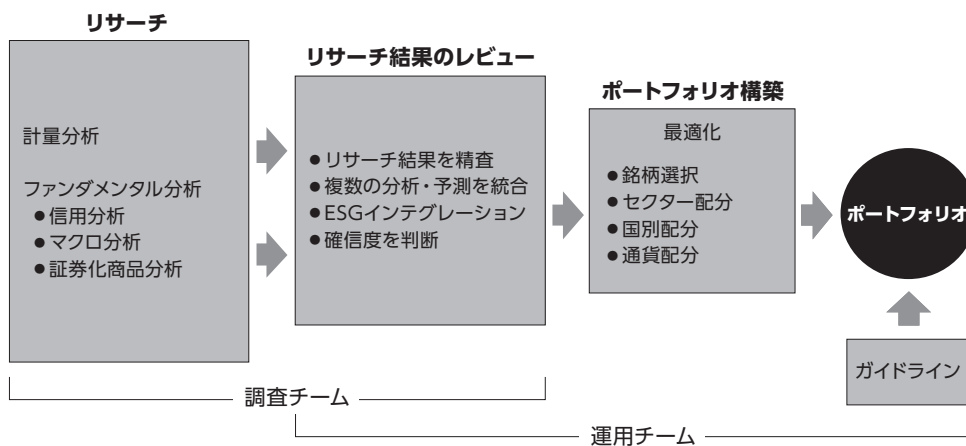 リサーチ
計量分析
ファンダメンタル分析
●信用分析
●マクロ分析
●証券化商品分析
リサーチ結果のレビュー
●リサーチ結果を精査
●複数の分析・予測を統合
●ESGインテグレーション
●確信度を判断
ポートフォリオ構築
最適化
●銘柄選択
●セクター配分
●国別配分
●通貨配分
ポートフォリオ
ガイドライン
調査チーム
運用チーム